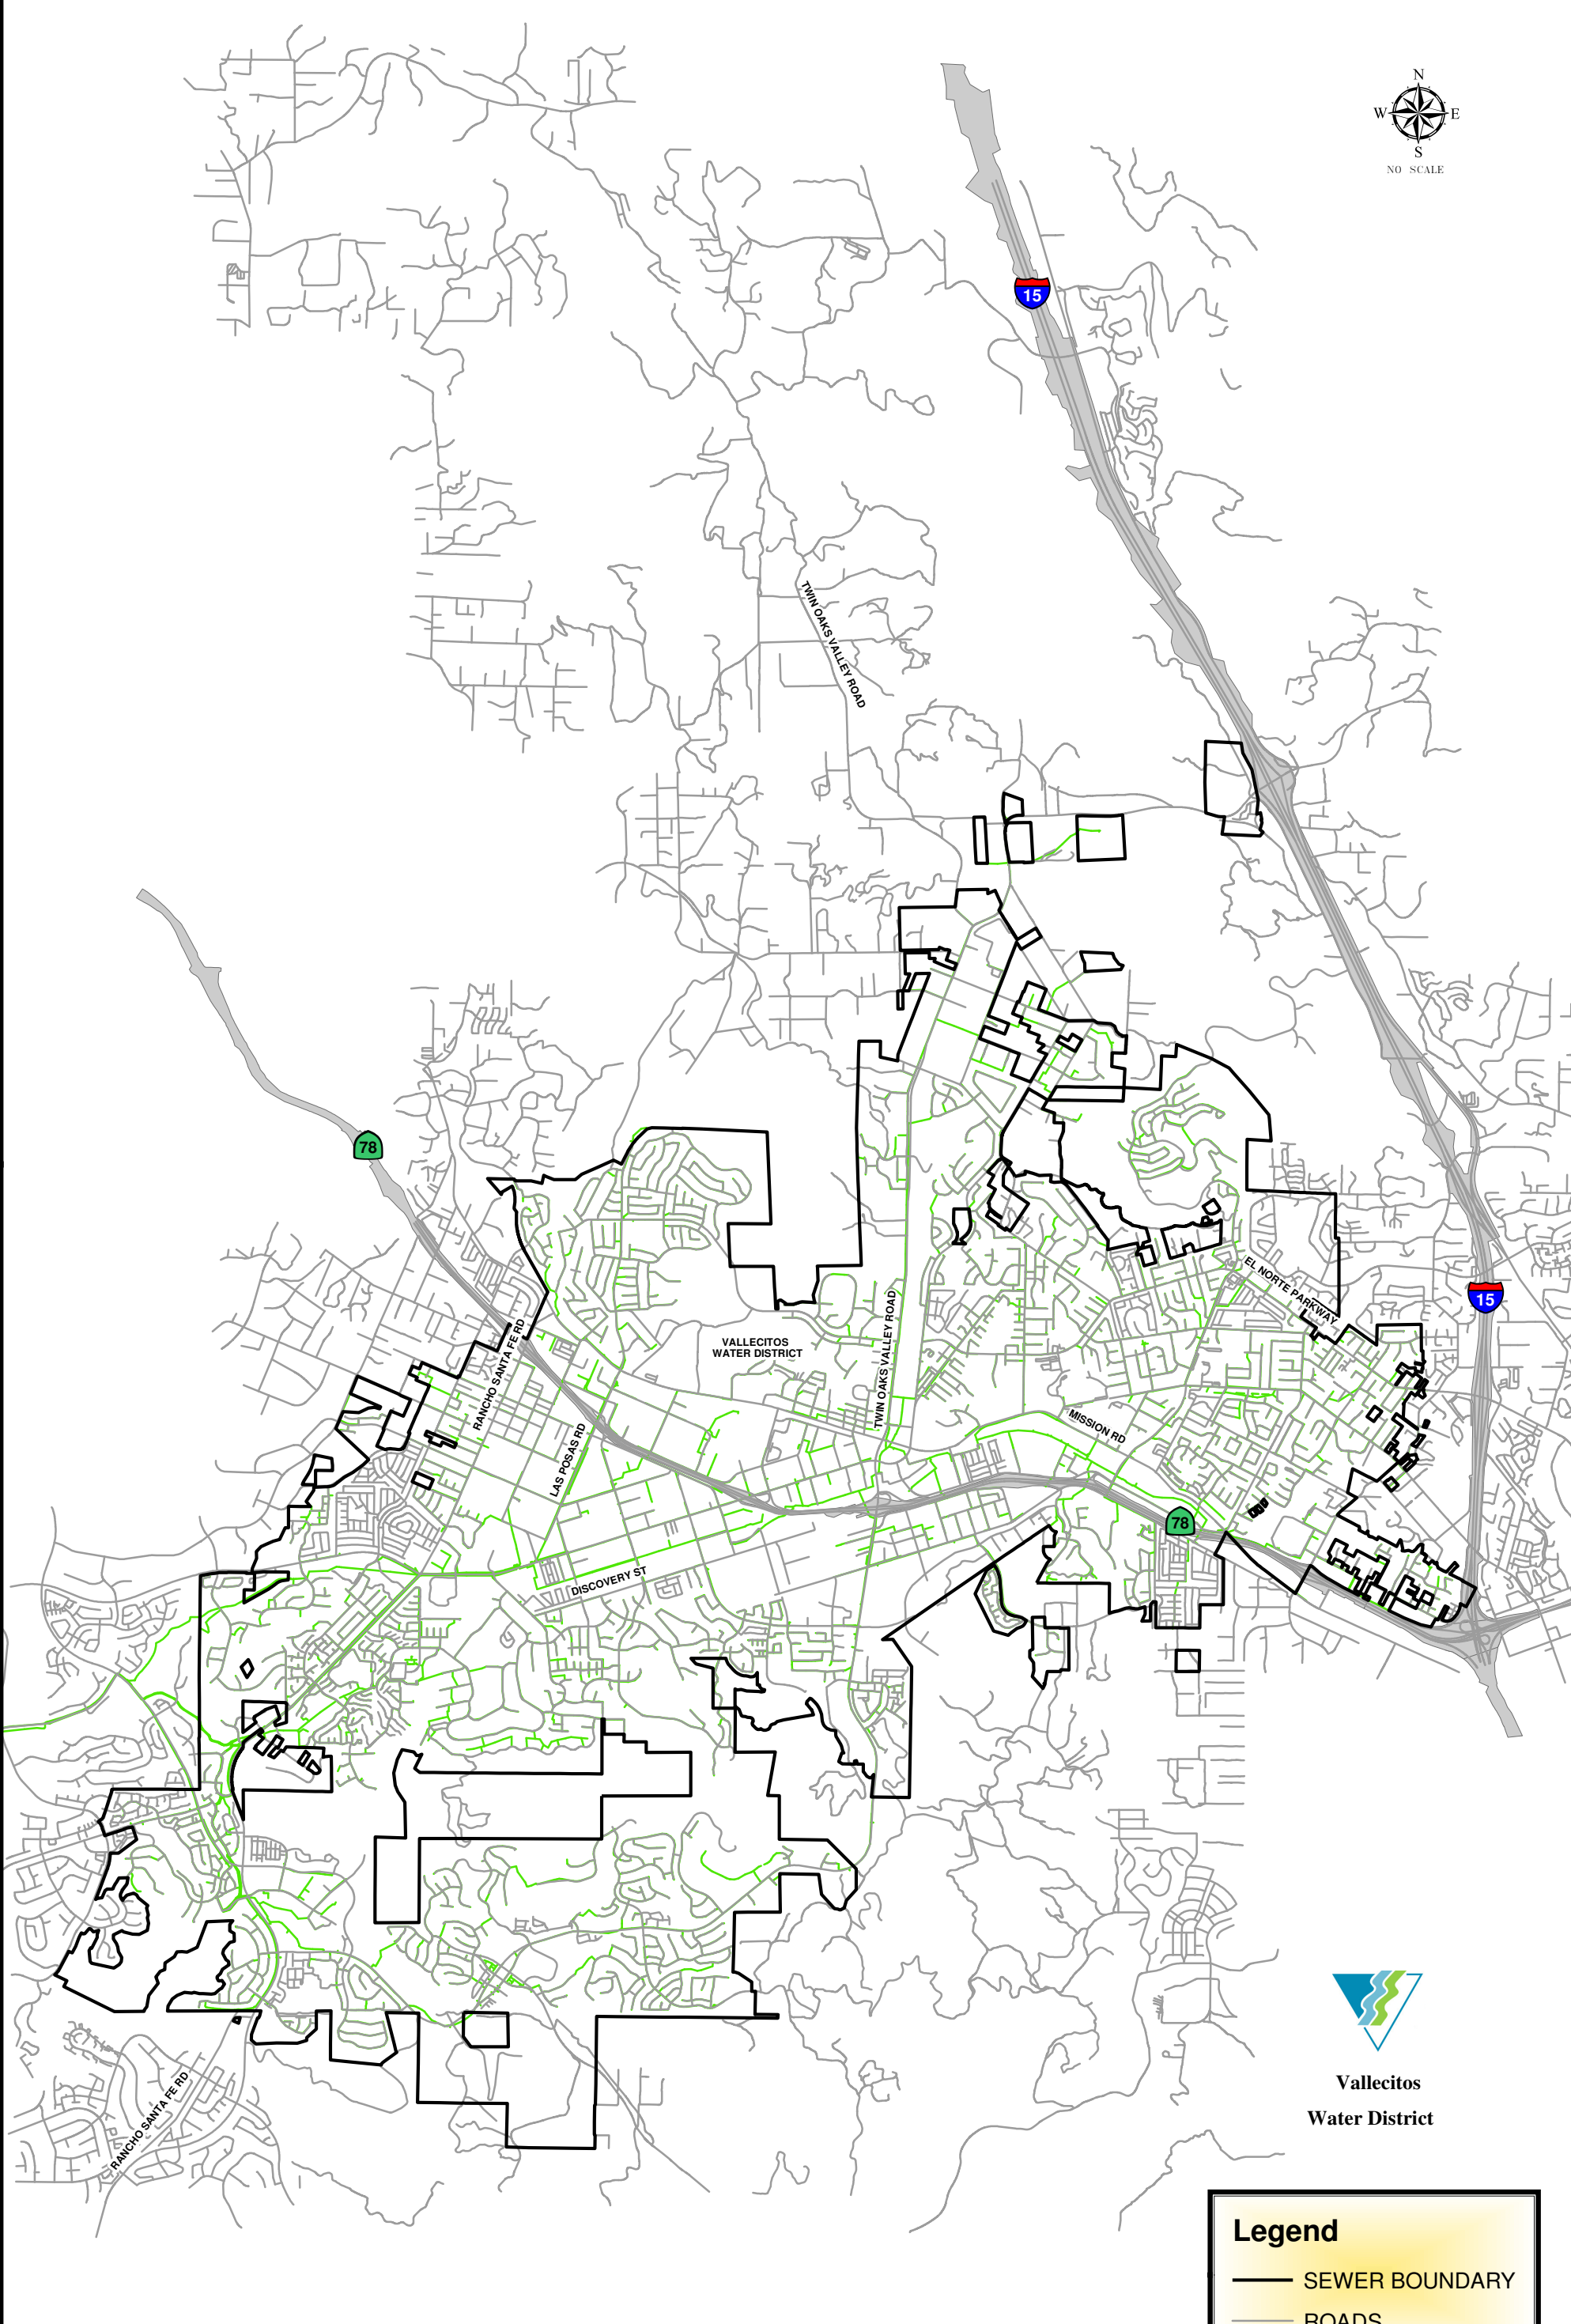 N
W E
S
NO SCALE
15
TWIN OAKS VALLEY ROAD
78
EL NORTE PARKWAY
15
RANCHO SANTA FE RD
VALLECITOS
WATER DISTRICT
TWIN OAKS VALLEY ROAD
MISSION RD
LAS POSAS RD
78
DISCOVERY ST
RANCHO SANTA FE RD
Vallecitos
Water District
Legend
SEWER BOUNDARY
ROADS